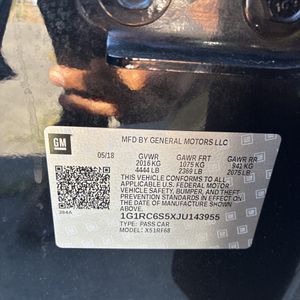 GM
MFD BY GENERAL MOTORS LLC
05/18 GVWR GAWR FRT GAWR RR
2016 KG 1075 KG 941 KG
4444 LB 2369 LB 2075 LB
THIS VEHICLE CONFORMS TO ALL
APPLICABLE U.S. FEDERAL MOTOR
VEHICLE SAFETY, BUMPER, AND THEFT
PREVENTION STANDARDS IN EFFECT ON
THE DATE OF MANUFACTURE SHOWN ABOVE.
1G1RC6S5XJU143955
TYPE: PASS CAR
MODEL: X51RF68